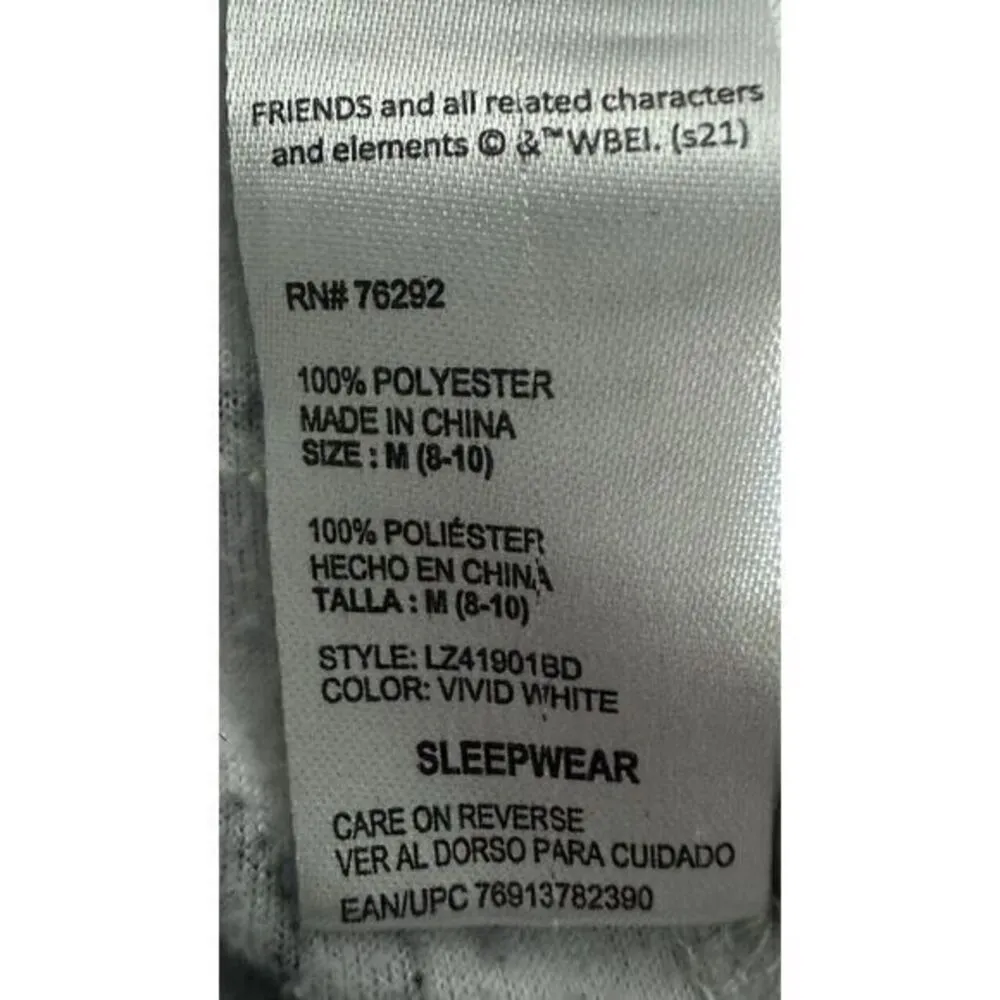 FRIENDS and all related characters
and elements © &™WBEI. (s21)
RN# 76292
100% POLYESTER
MADE IN CHINA
SIZE : M (8-10)
100% POLIÉSTER
HECHO EN CHINA
TALLA : M (8-10)
STYLE: LZ41901BD
COLOR: VIVID WHITE
SLEEPWEAR
CARE ON REVERSE
VER AL DORSO PARA CUIDADO
EAN/UPC 76913782390